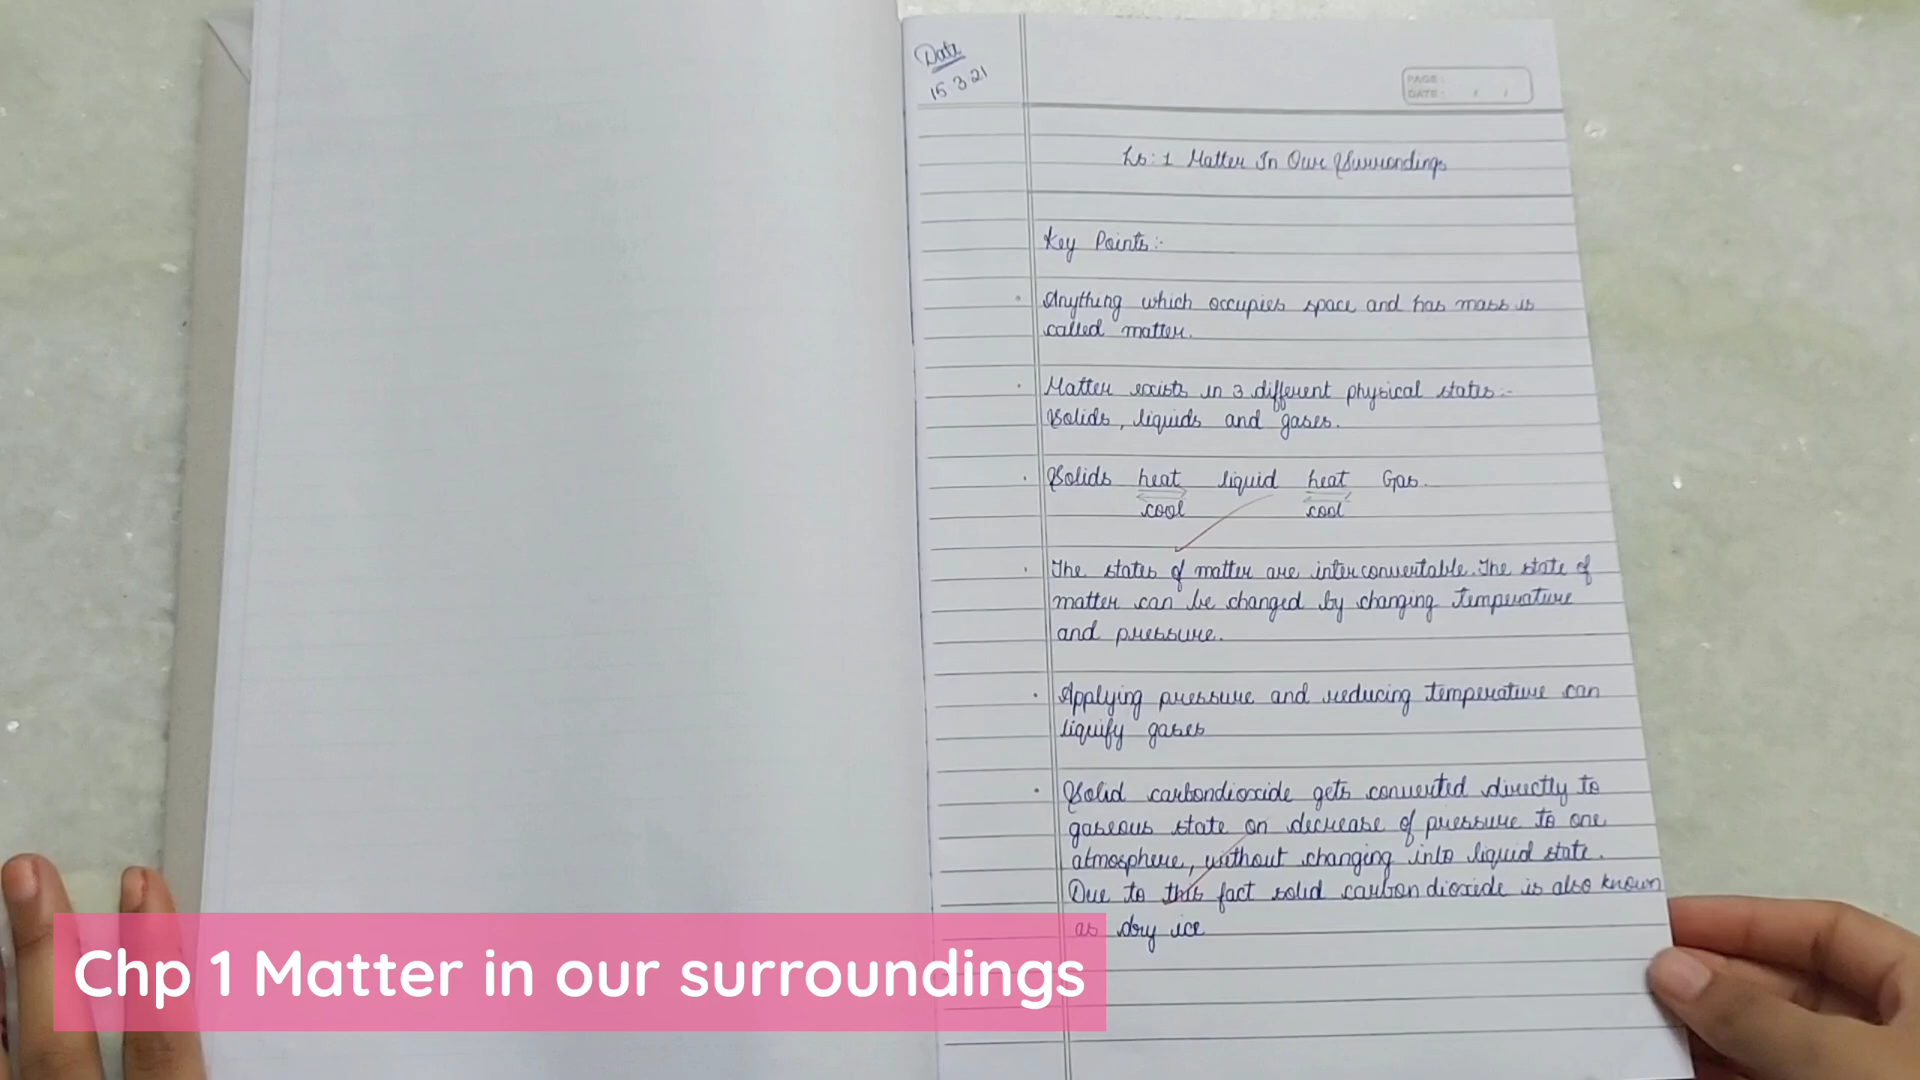 Date
15 3 21
PAGE :
DATE : / /
Ls: 1 Matter In Our Surrondings
Key Points:-
· Anything which occupies space and has mass is
called matter.
· Matter exists in 3 different physical states:-
Solids, liquids and gases.
· Solids heat liquid heat Gas.
cool cool
· The states of matter are interconvertable. The state of
matter can be changed by changing temperature
and pressure.
· Applying pressure and reducing temperature can
liquify gases
· Solid carbondioxide gets converted directly to
gaseous state on decrease of pressure to one
atmosphere, without changing into liquid state.
Due to this fact solid carbondioxide is also known
as dry ice
Chp 1 Matter in our surroundings